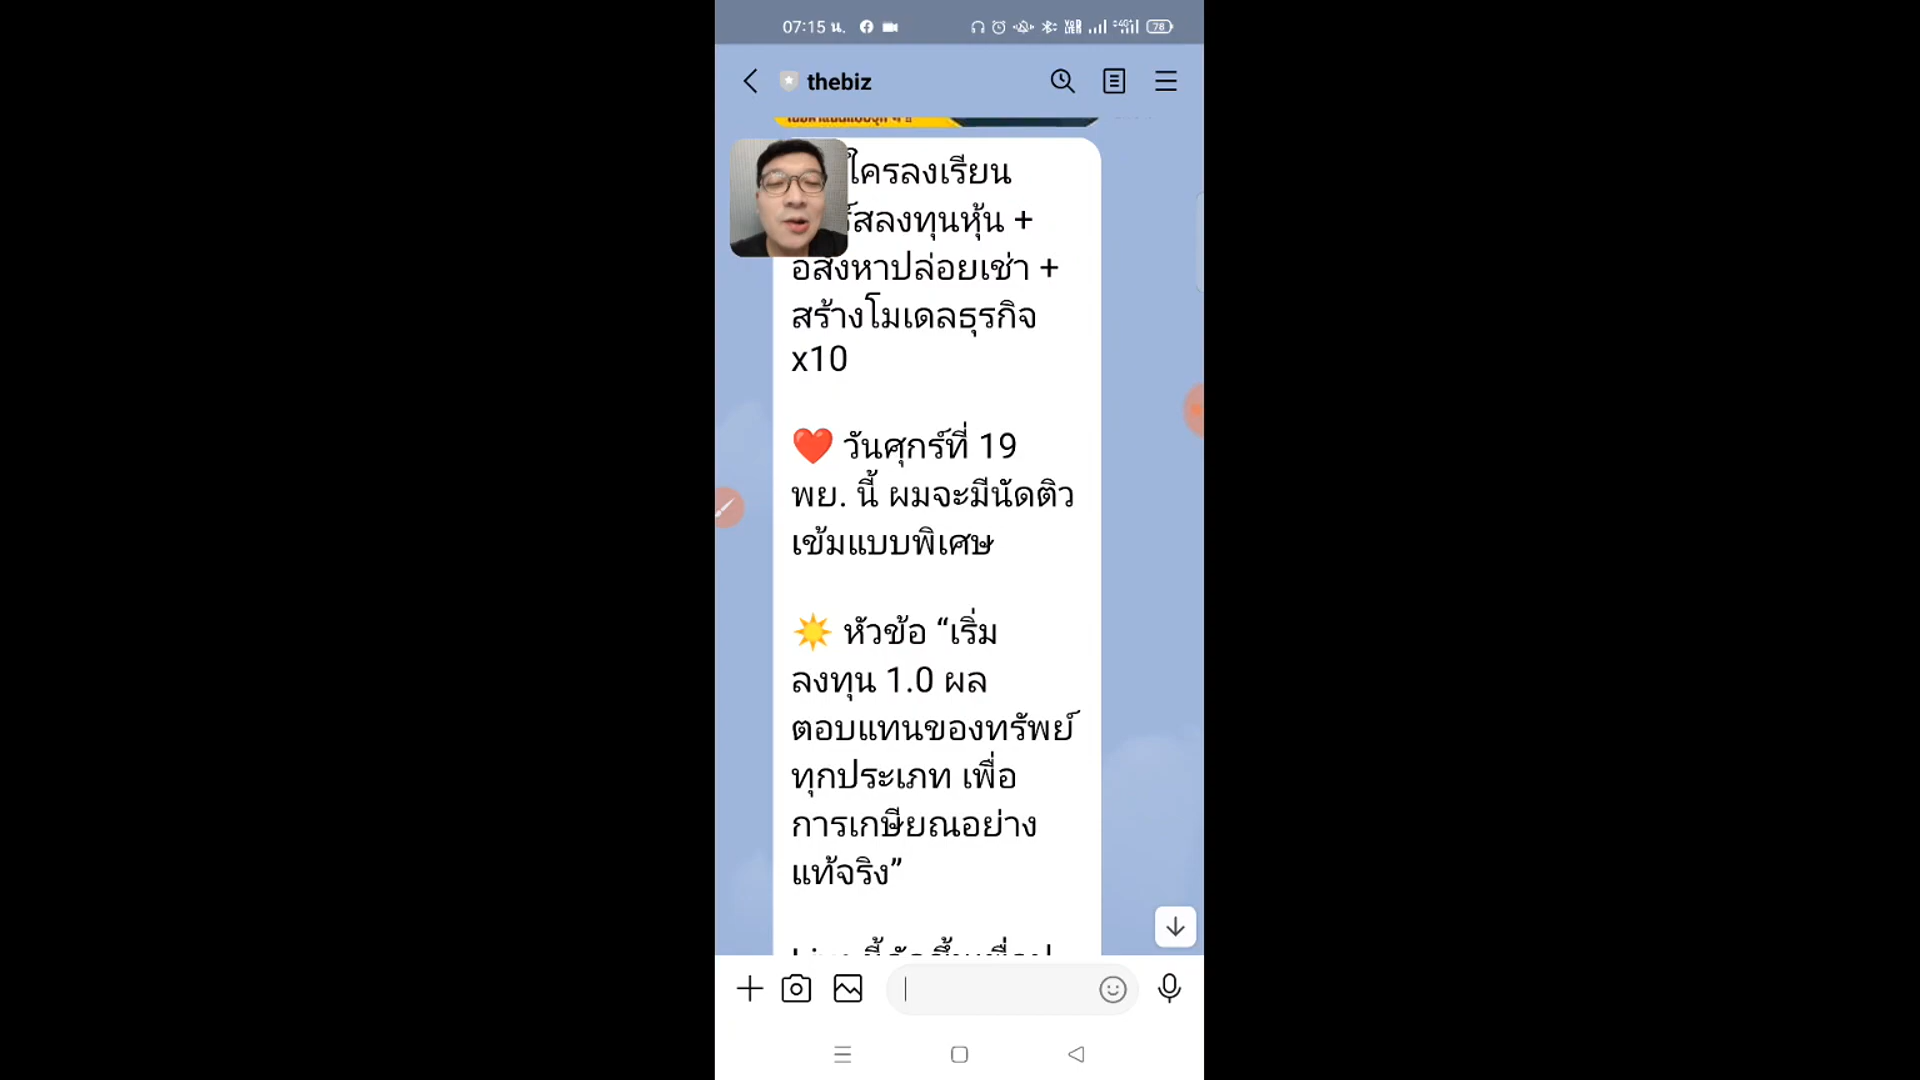 07:15 น.
78
thebiz
ใครลงเรียน
ร์สลงทุนหุ้น +
อสังหาปล่อยเช่า +
สร้างโมเดลธุรกิจ
x10
❤️ วันศุกร์ที่ 19
พย. นี้ ผมจะมีนัดติว
เข้มแบบพิเศษ
☀️ หัวข้อ “เริ่ม
ลงทุน 1.0 ผล
ตอบแทนของทรัพย์
ทุกประเภท เพื่อ
การเกษียณอย่าง
แท้จริง”